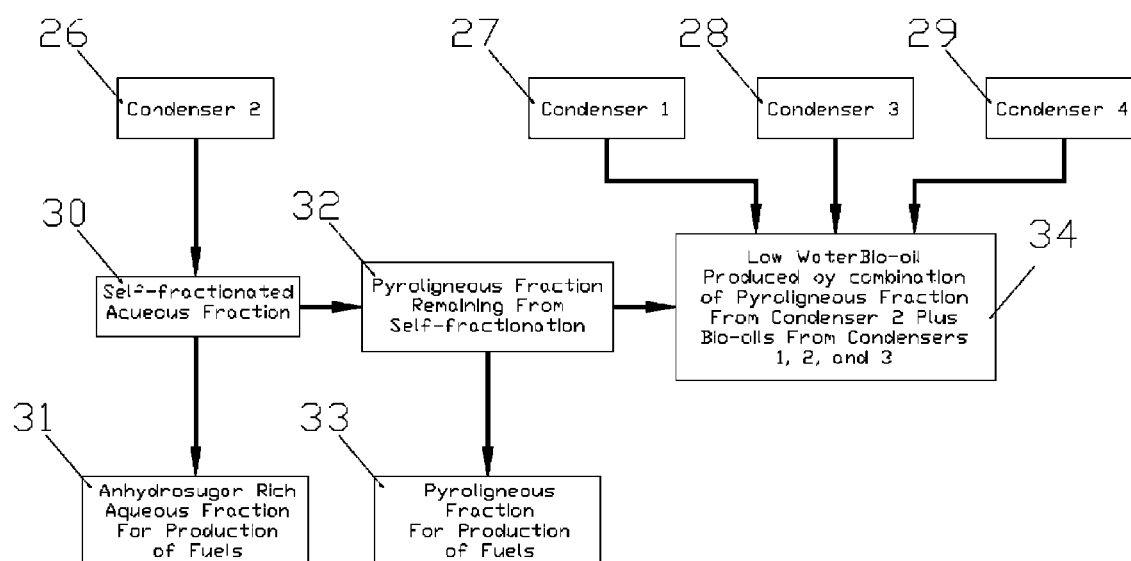 26
27
28
29
Condenser 2
Condenser 1
Condenser 3
Condenser 4
30
32
34
Self-fractionated
Aqueous Fraction
Pyroligneous Fraction
Remaining From
Self-fractionation
Low WaterBio-oil
Produced by combination
of Pyroligneous Fraction
From Condenser 2 Plus
Bio-oils From Condensers
1, 2, and 3
31
33
Anhydrosugar Rich
Aqueous Fraction
For Production
of Fuels
Pyroligneous
Fraction
For Production
of Fuels